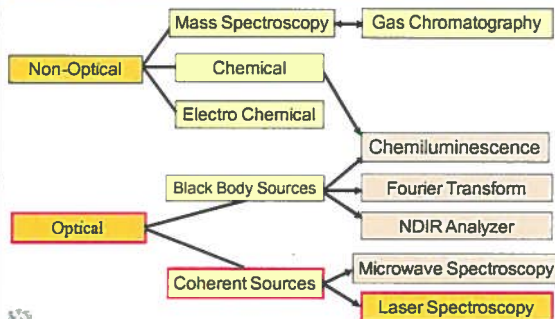 Mass Spectroscopy
Gas Chromatography
Non-Optical
Chemical
Electro Chemical
Chemiluminescence
Black Body Sources
Fourier Transform
Optical
NDIR Analyzer
Microwave Spectroscopy
Coherent Sources
Laser Spectroscopy